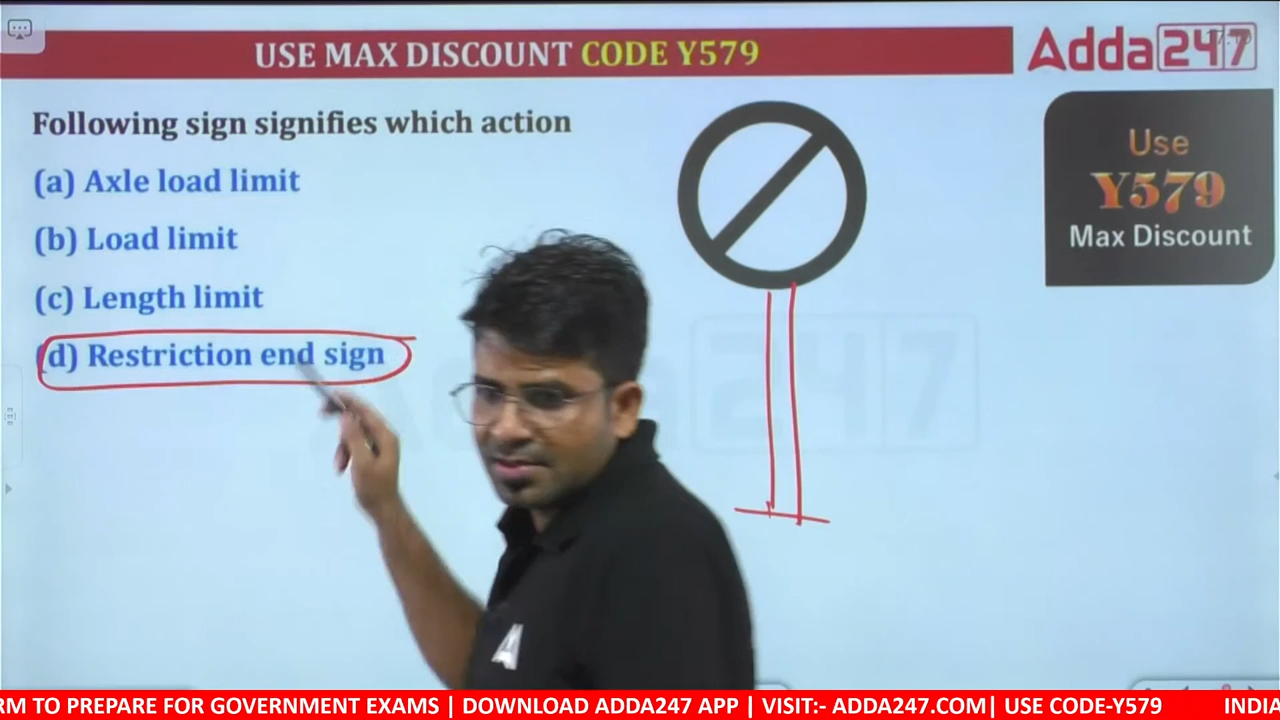 USE MAX DISCOUNT CODE Y579
Adda247
Following sign signifies which action
(a) Axle load limit
(b) Load limit
(c) Length limit
(d) Restriction end sign
Use
Y579
Max Discount
Adda247
A
RM TO PREPARE FOR GOVERNMENT EXAMS | DOWNLOAD ADDA247 APP | VISIT:- ADDA247.COM| USE CODE-Y579 INDIA